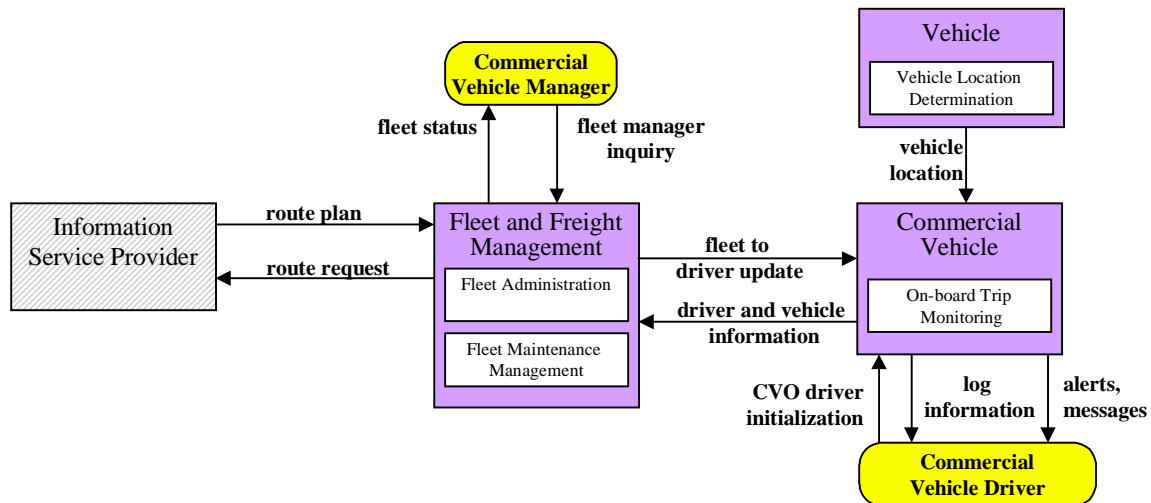 Commercial
Vehicle Manager
fleet status
fleet manager
inquiry
Vehicle
Vehicle Location
Determination
vehicle
location
Information
Service Provider
route plan
route request
Fleet and Freight
Management
Fleet Administration
Fleet Maintenance
Management
fleet to
driver update
driver and vehicle
information
Commercial
Vehicle
On-board Trip
Monitoring
CVO driver
initialization
log
information
alerts,
messages
Commercial
Vehicle Driver